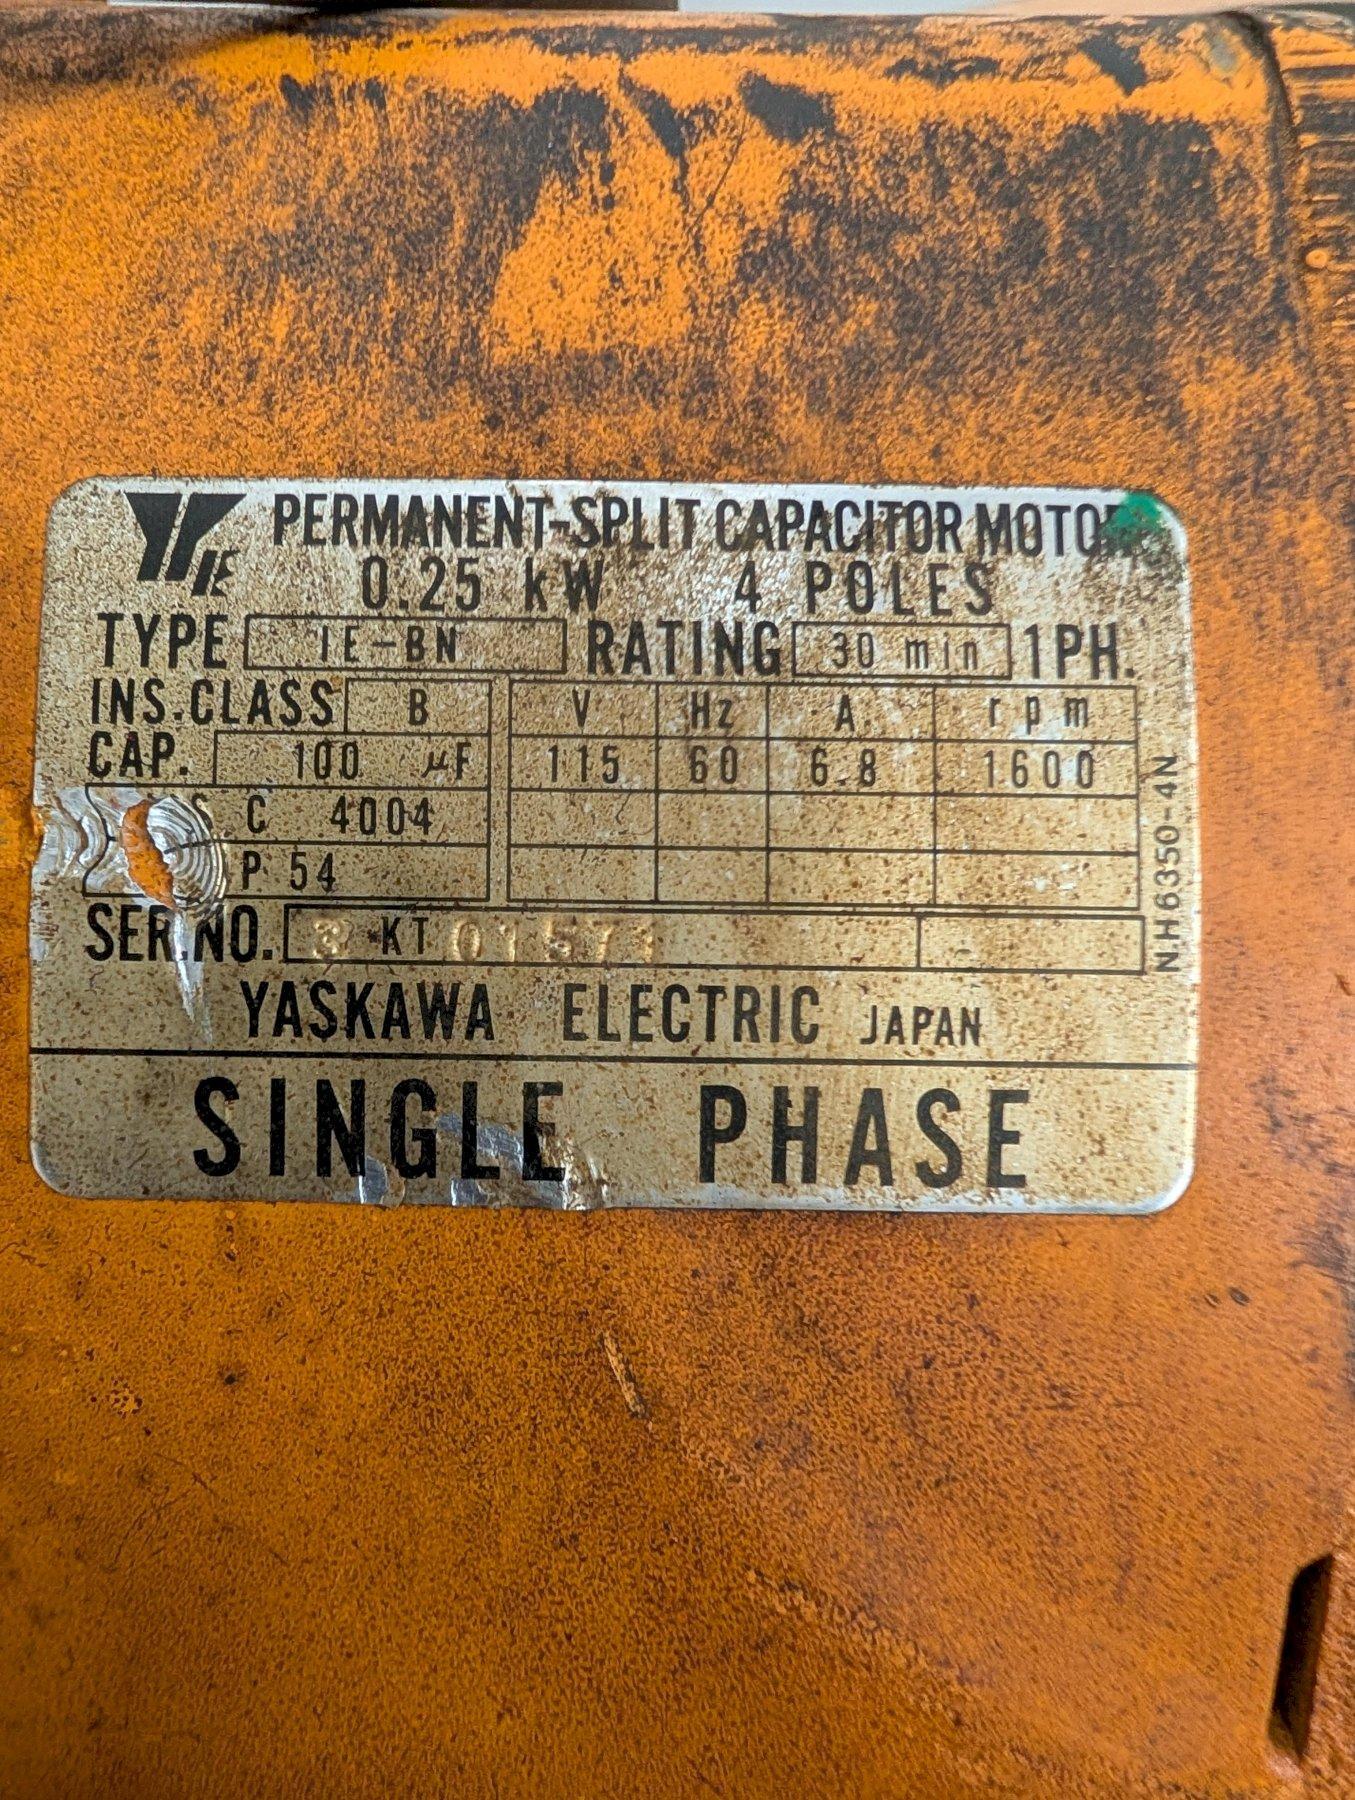 YE PERMANENT-SPLIT CAPACITOR MOTOR
0.25 kW 4 POLES
TYPE IE-BN RATING 30 min 1PH.
INS.CLASS B V Hz A rpm
CAP. 100 µF 115 60 6.8 1600
C 4004
P 54
SER.NO. KT
YASKAWA ELECTRIC JAPAN
SINGLE PHASE
NH6350-4N